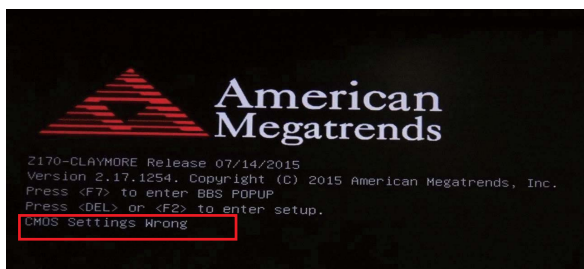 American
Megatrends
Z170-CLAYMORE Release 07/14/2015
Version 2.17.1254. Copyright (C) 2015 American Megatrends, Inc.
Press <F7> to enter BBS POPUP
Press <DEL> or <F2> to enter setup.
CMOS Settings Wrong